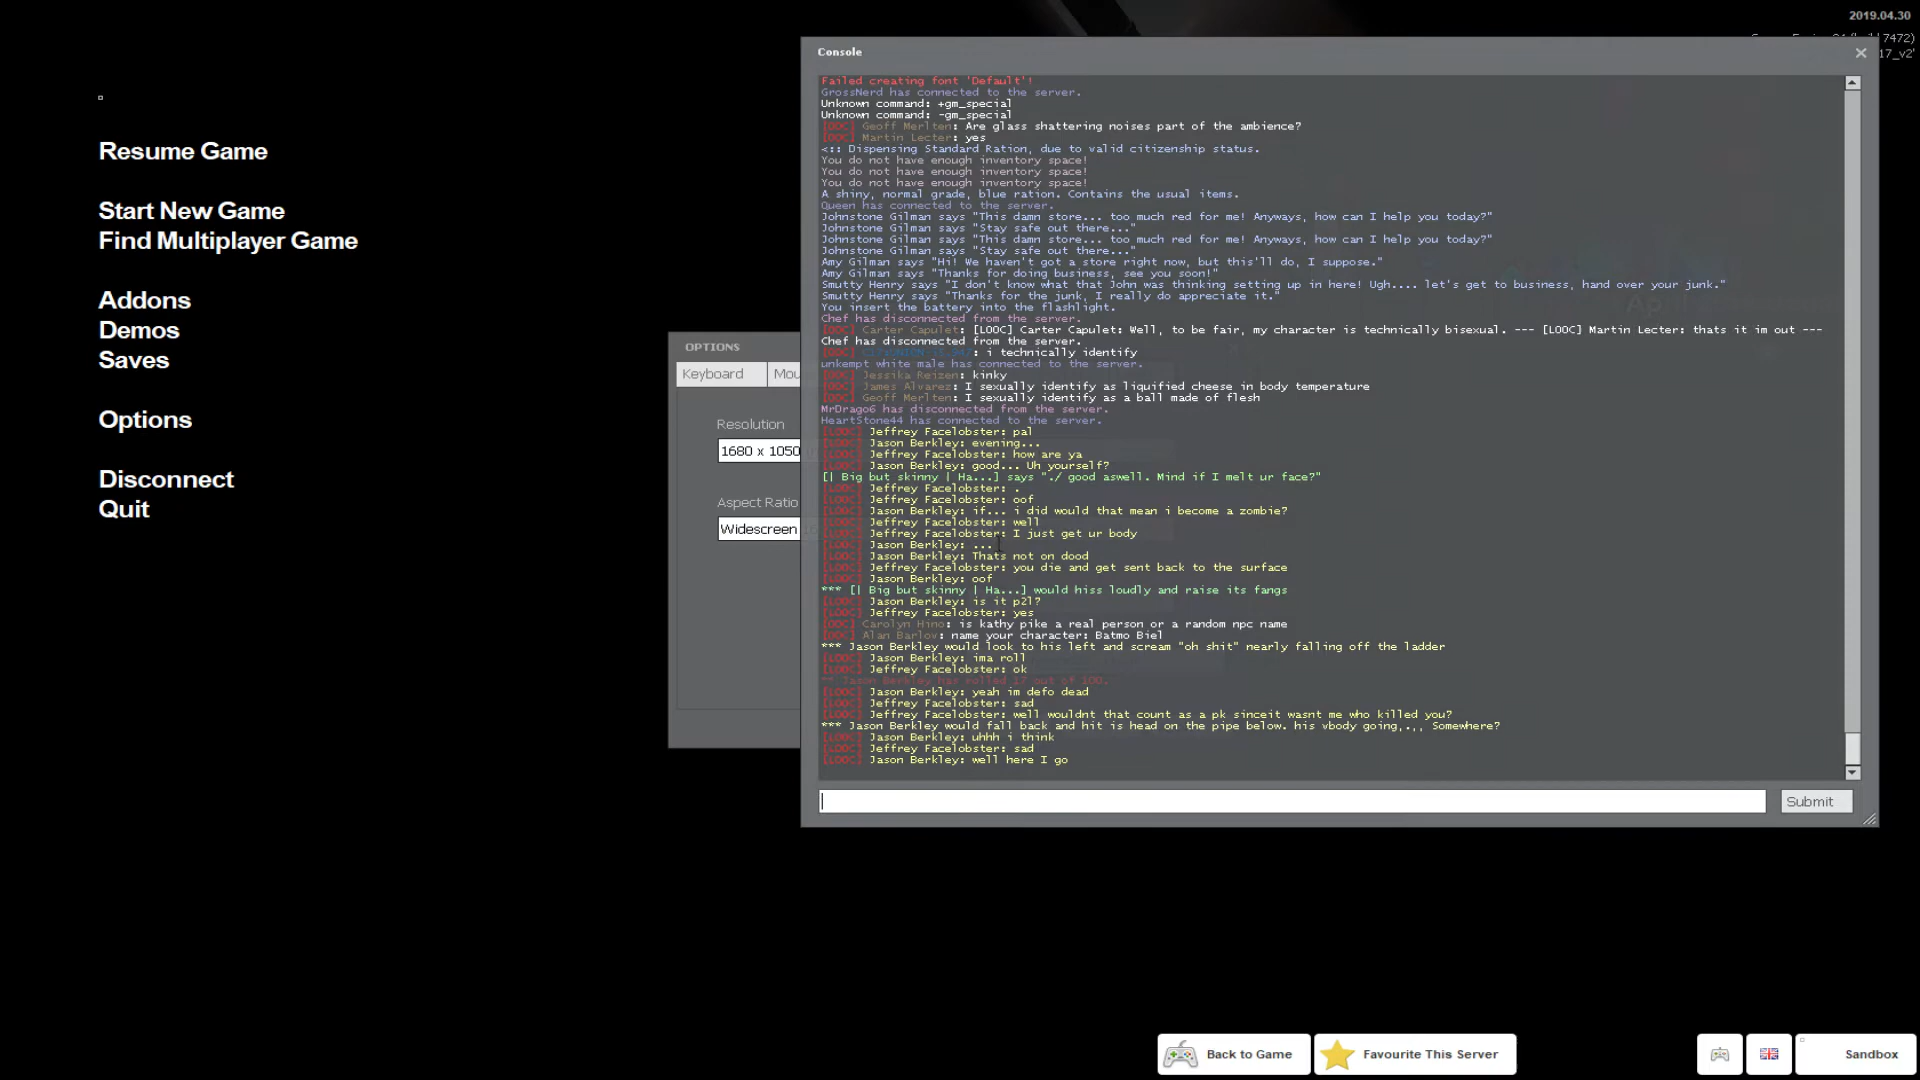 2019.04.30
7472)
17_v2'
Console
Resume Game
Start New Game
Find Multiplayer Game
Addons
Demos
Saves
Options
Disconnect
Quit
OPTIONS
Keyboard
Mou
Resolution
1680 x 1050
Aspect Ratio
Widescreen
Failed creating font 'Default'!
GrossNerd has connected to the server.
Unknown command: +gm_special
Unknown command: -gm_special
[OOC] Geoff Merlten: Are glass shattering noises part of the ambience?
[OOC] Martin Lecter: yes
<:: Dispensing Standard Ration, due to valid citizenship status.
You do not have enough inventory space!
You do not have enough inventory space!
You do not have enough inventory space!
A shiny, normal grade, blue ration. Contains the usual items.
Queen has connected to the server.
Johnstone Gilman says "This damn store... too much red for me! Anyways, how can I help you today?"
Johnstone Gilman says "Stay safe out there..."
Johnstone Gilman says "This damn store... too much red for me! Anyways, how can I help you today?"
Johnstone Gilman says "Stay safe out there..."
Amy Gilman says "Hi! We haven't got a store right now, but this'll do, I suppose."
Amy Gilman says "Thanks for doing business, see you soon!"
Smutty Henry says "I don't know what that John was thinking setting up in here! Ugh.... let's get to business, hand over your junk."
Smutty Henry says "Thanks for the junk, I really do appreciate it."
You insert the battery into the flashlight.
Chef has disconnected from the server.
[OOC] Carter Capulet: [LOOC] Carter Capulet: Well, to be fair, my character is technically bisexual. --- [LOOC] Martin Lecter: thats it im out ---
Chef has disconnected from the server.
[OOC] : i technically identify
unkempt white male has connected to the server.
[OOC] Jessika Reizen: kinky
[OOC] James Alvarez: I sexually identify as liquified cheese in body temperature
[OOC] Geoff Merlten: I sexually identify as a ball made of flesh
MrDrago6 has disconnected from the server.
HeartStone44 has connected to the server.
[LOOC] Jeffrey Facelobster: pal
[LOOC] Jason Berkley: evening...
[LOOC] Jeffrey Facelobster: how are ya
[LOOC] Jason Berkley: good... Uh yourself?
[| Big but skinny | Ha...] says "./ good aswell. Mind if I melt ur face?"
[LOOC] Jeffrey Facelobster: .
[LOOC] Jeffrey Facelobster: oof
[LOOC] Jason Berkley: if... i did would that mean i become a zombie?
[LOOC] Jeffrey Facelobster: well
[LOOC] Jeffrey Facelobster: I just get ur body
[LOOC] Jason Berkley: ...
[LOOC] Jason Berkley: Thats not on dood
[LOOC] Jeffrey Facelobster: you die and get sent back to the surface
[LOOC] Jason Berkley: oof
*** [| Big but skinny | Ha...] would hiss loudly and raise its fangs
[LOOC] Jason Berkley: is it p2l?
[LOOC] Jeffrey Facelobster: yes
[OOC] Carolyn Hino: is kathy pike a real person or a random npc name
[OOC] Alan Barlov: name your character: Batmo Biel
*** Jason Berkley would look to his left and scream "oh shit" nearly falling off the ladder
[LOOC] Jason Berkley: ima roll
[LOOC] Jeffrey Facelobster: ok
** Jason Berkley has rolled 17 out of 100.
[LOOC] Jason Berkley: yeah im defo dead
[LOOC] Jeffrey Facelobster: sad
[LOOC] Jeffrey Facelobster: well wouldnt that count as a pk sinceit wasnt me who killed you?
*** Jason Berkley would fall back and hit is head on the pipe below. his vbody going,.,, Somewhere?
[LOOC] Jason Berkley: uhhh i think
[LOOC] Jeffrey Facelobster: sad
[LOOC] Jason Berkley: well here I go
Submit
Back to Game
Favourite This Server
Sandbox